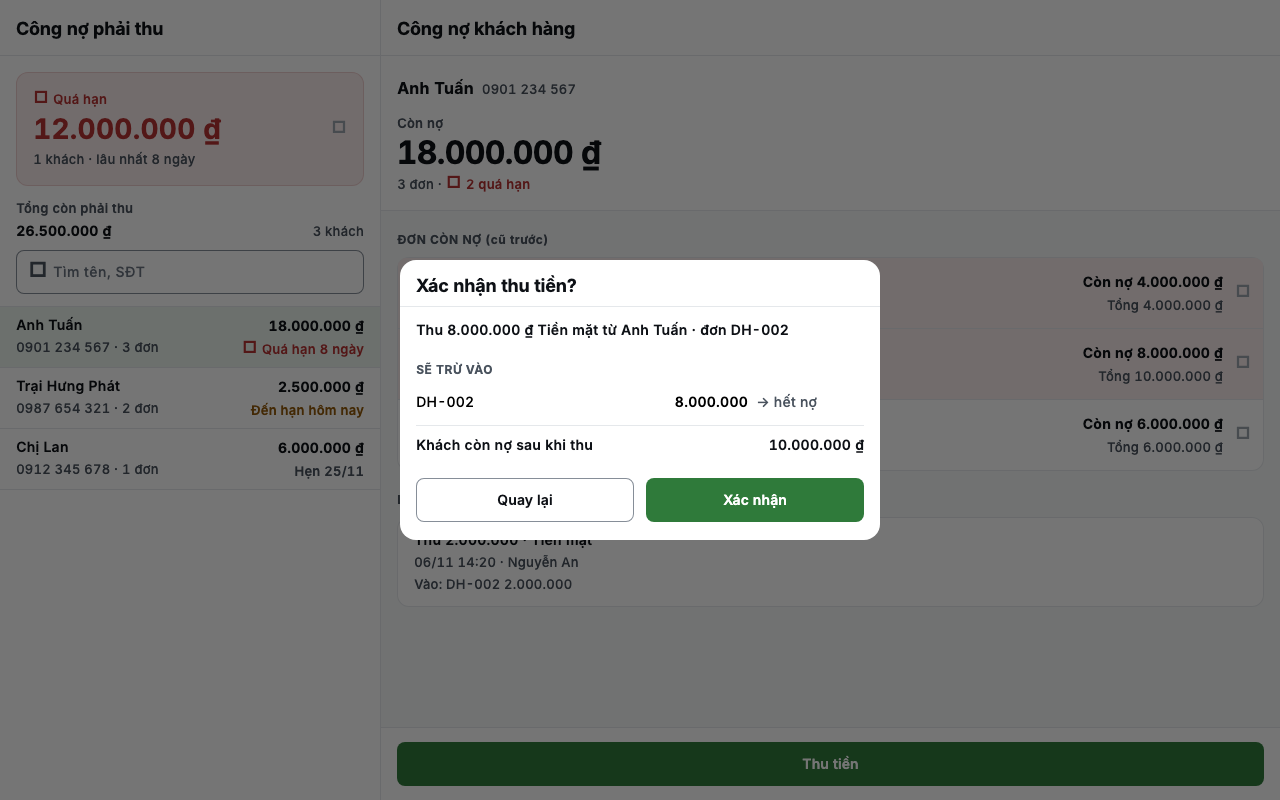 Công nợ phải thu
Quá hạn
12.000.000 ₫
1 khách · lâu nhất 8 ngày
Tổng còn phải thu
26.500.000 ₫ 3 khách
Tìm tên, SĐT
Anh Tuấn 18.000.000 ₫
0901 234 567 · 3 đơn Quá hạn 8 ngày
Trại Hưng Phát 2.500.000 ₫
0987 654 321 · 2 đơn Đến hạn hôm nay
Chị Lan 6.000.000 ₫
0912 345 678 · 1 đơn Hẹn 25/11
Công nợ khách hàng
Anh Tuấn 0901 234 567
Còn nợ
18.000.000 ₫
3 đơn · 2 quá hạn
ĐƠN CÒN NỢ (cũ trước)
Còn nợ 4.000.000 ₫
Tổng 4.000.000 ₫
Còn nợ 8.000.000 ₫
Tổng 10.000.000 ₫
Còn nợ 6.000.000 ₫
Tổng 6.000.000 ₫
Xác nhận thu tiền?
Thu 8.000.000 ₫ Tiền mặt từ Anh Tuấn · đơn DH-002
SẼ TRỪ VÀO
DH-002 8.000.000 → hết nợ
Khách còn nợ sau khi thu 10.000.000 ₫
Quay lại Xác nhận
Thu 2.000.000 · Tiền mặt
06/11 14:20 · Nguyễn An
Vào: DH-002 2.000.000
Thu tiền